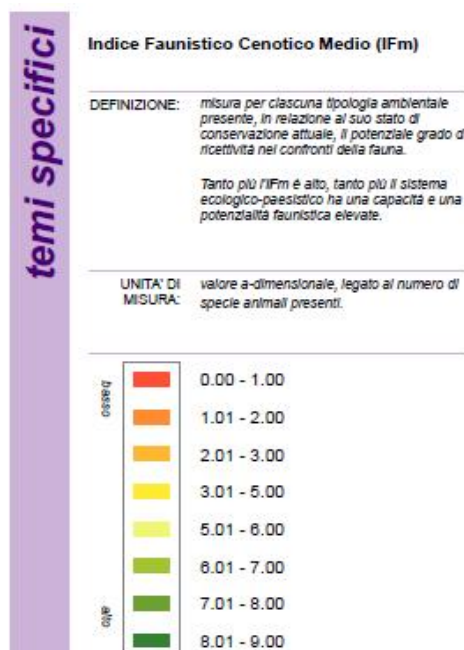 temi specifici
Indice Faunistico Cenotico Medio (IFm)
DEFINIZIONE:
misura per ciascuna tipologia ambientale
presente, in relazione al suo stato di
conservazione attuale, il potenziale grado di
ricettività nei confronti della fauna.
Tanto più l'IFm è alto, tanto più il sistema
ecologico-paesistico ha una capacità e una
potenzialità faunistica elevate.
UNITA' DI
MISURA:
valore a-dimensionale, legato al numero di
specie animali presenti.
basso
0.00 - 1.00
1.01 - 2.00
2.01 - 3.00
3.01 - 5.00
5.01 - 6.00
6.01 - 7.00
7.01 - 8.00
alto
8.01 - 9.00